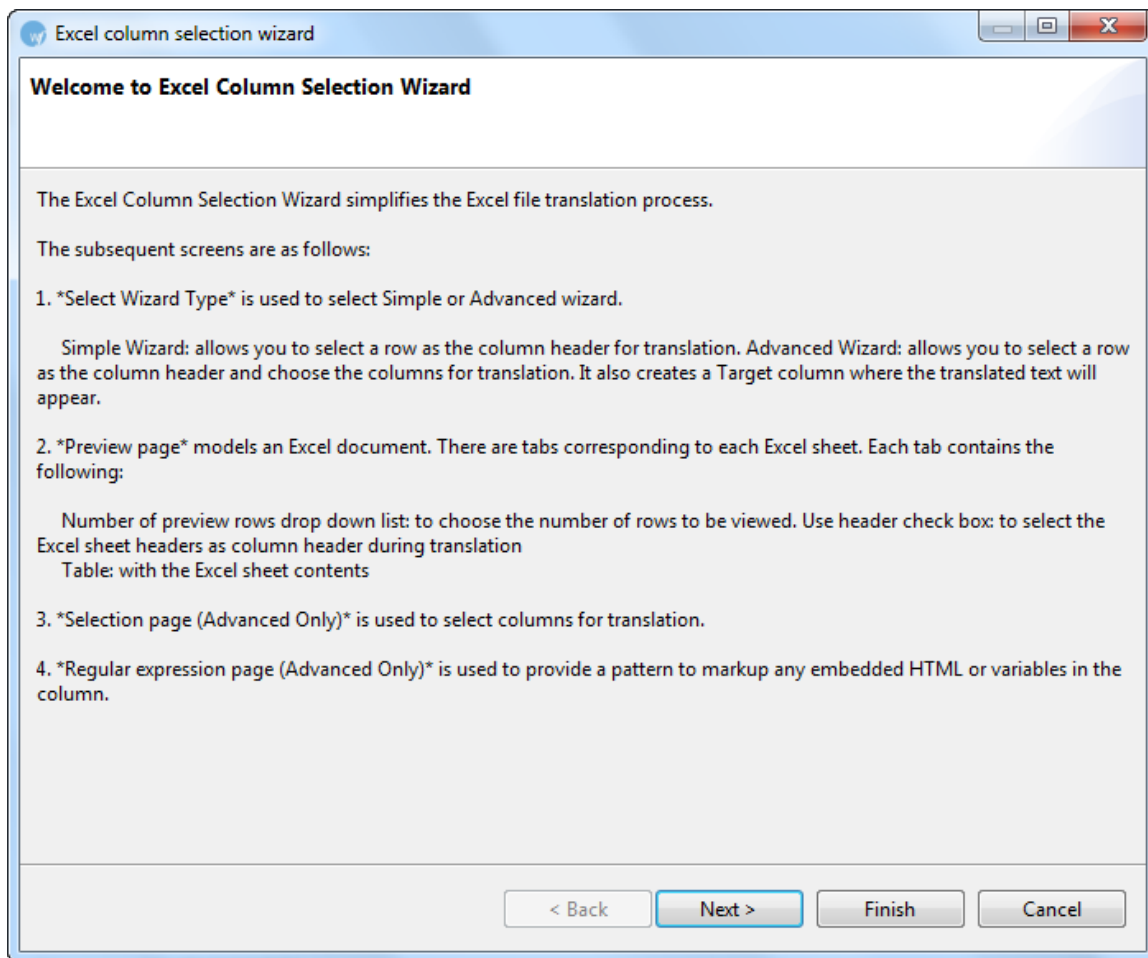 Excel column selection wizard
Welcome to Excel Column Selection Wizard
The Excel Column Selection Wizard simplifies the Excel file translation process.
The subsequent screens are as follows:
1. *Select Wizard Type* is used to select Simple or Advanced wizard.
Simple Wizard: allows you to select a row as the column header for translation. Advanced Wizard: allows you to select a row
as the column header and choose the columns for translation. It also creates a Target column where the translated text will
appear.
2. *Preview page* models an Excel document. There are tabs corresponding to each Excel sheet. Each tab contains the
following:
Number of preview rows drop down list: to choose the number of rows to be viewed. Use header check box: to select the
Excel sheet headers as column header during translation
Table: with the Excel sheet contents
3. *Selection page (Advanced Only)* is used to select columns for translation.
4. *Regular expression page (Advanced Only)* is used to provide a pattern to markup any embedded HTML or variables in the
column.
< Back Next > Finish Cancel